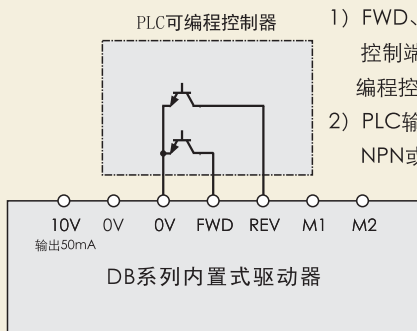 PLC可编程控制器
1) FWD、
控制端
编程控
2) PLC输
NPN或
10V 0V 0V FWD REV M1 M2
输出50mA
DB系列内置式驱动器